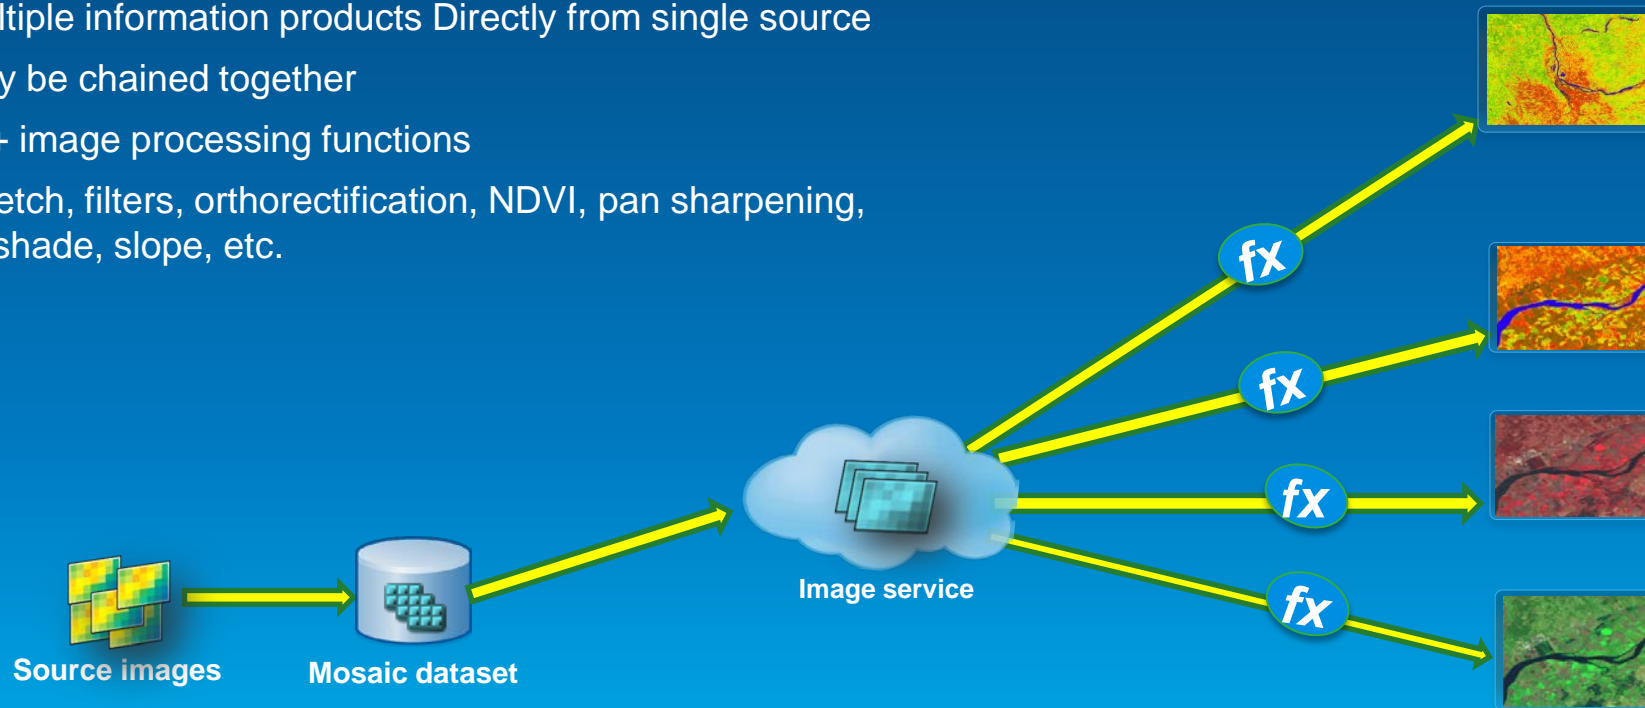 ltiple information products Directly from single source
y be chained together
+ image processing functions
etch, filters, orthorectification, NDVI, pan sharpening,
shade, slope, etc.
fx
fx
fx
fx
Image service
Source images
Mosaic dataset